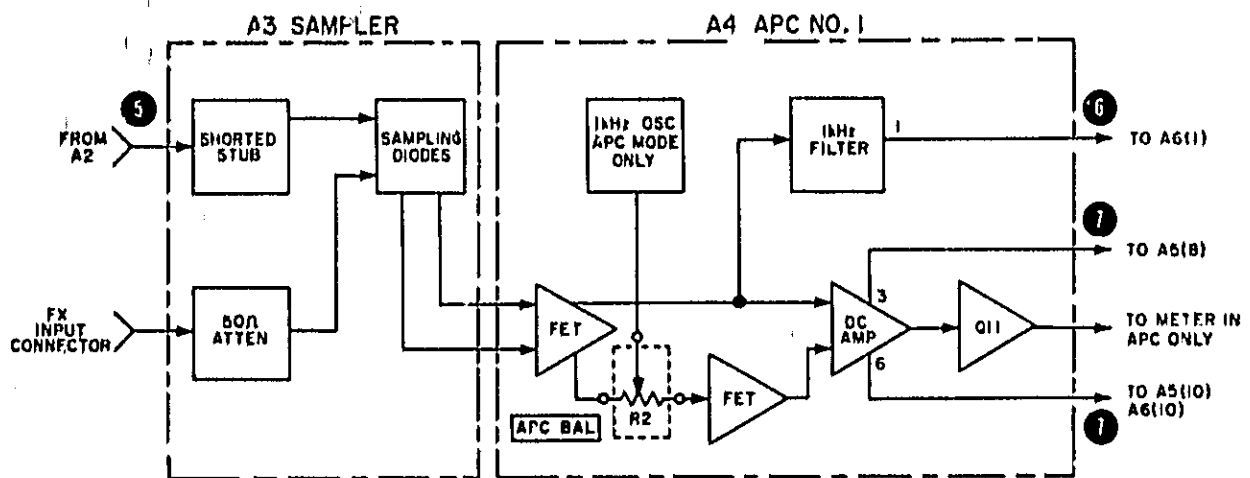 A3 SAMPLER
A4 APC NO. 1
5
FROM
A2
SHORTED
STUB
SAMPLING
DIODES
1kHz OSC
APC MODE
ONLY
1kHz
FILTER
1
6
TO A6(1)
7
TO A5(8)
FX
INPUT
CONNECTOR
50Ω
ATTEN
FET
3
DC
AMP
6
Q11
TO METER IN
APC ONLY
APC BAL
R2
FET
TO A5(10)
A6(10)
7